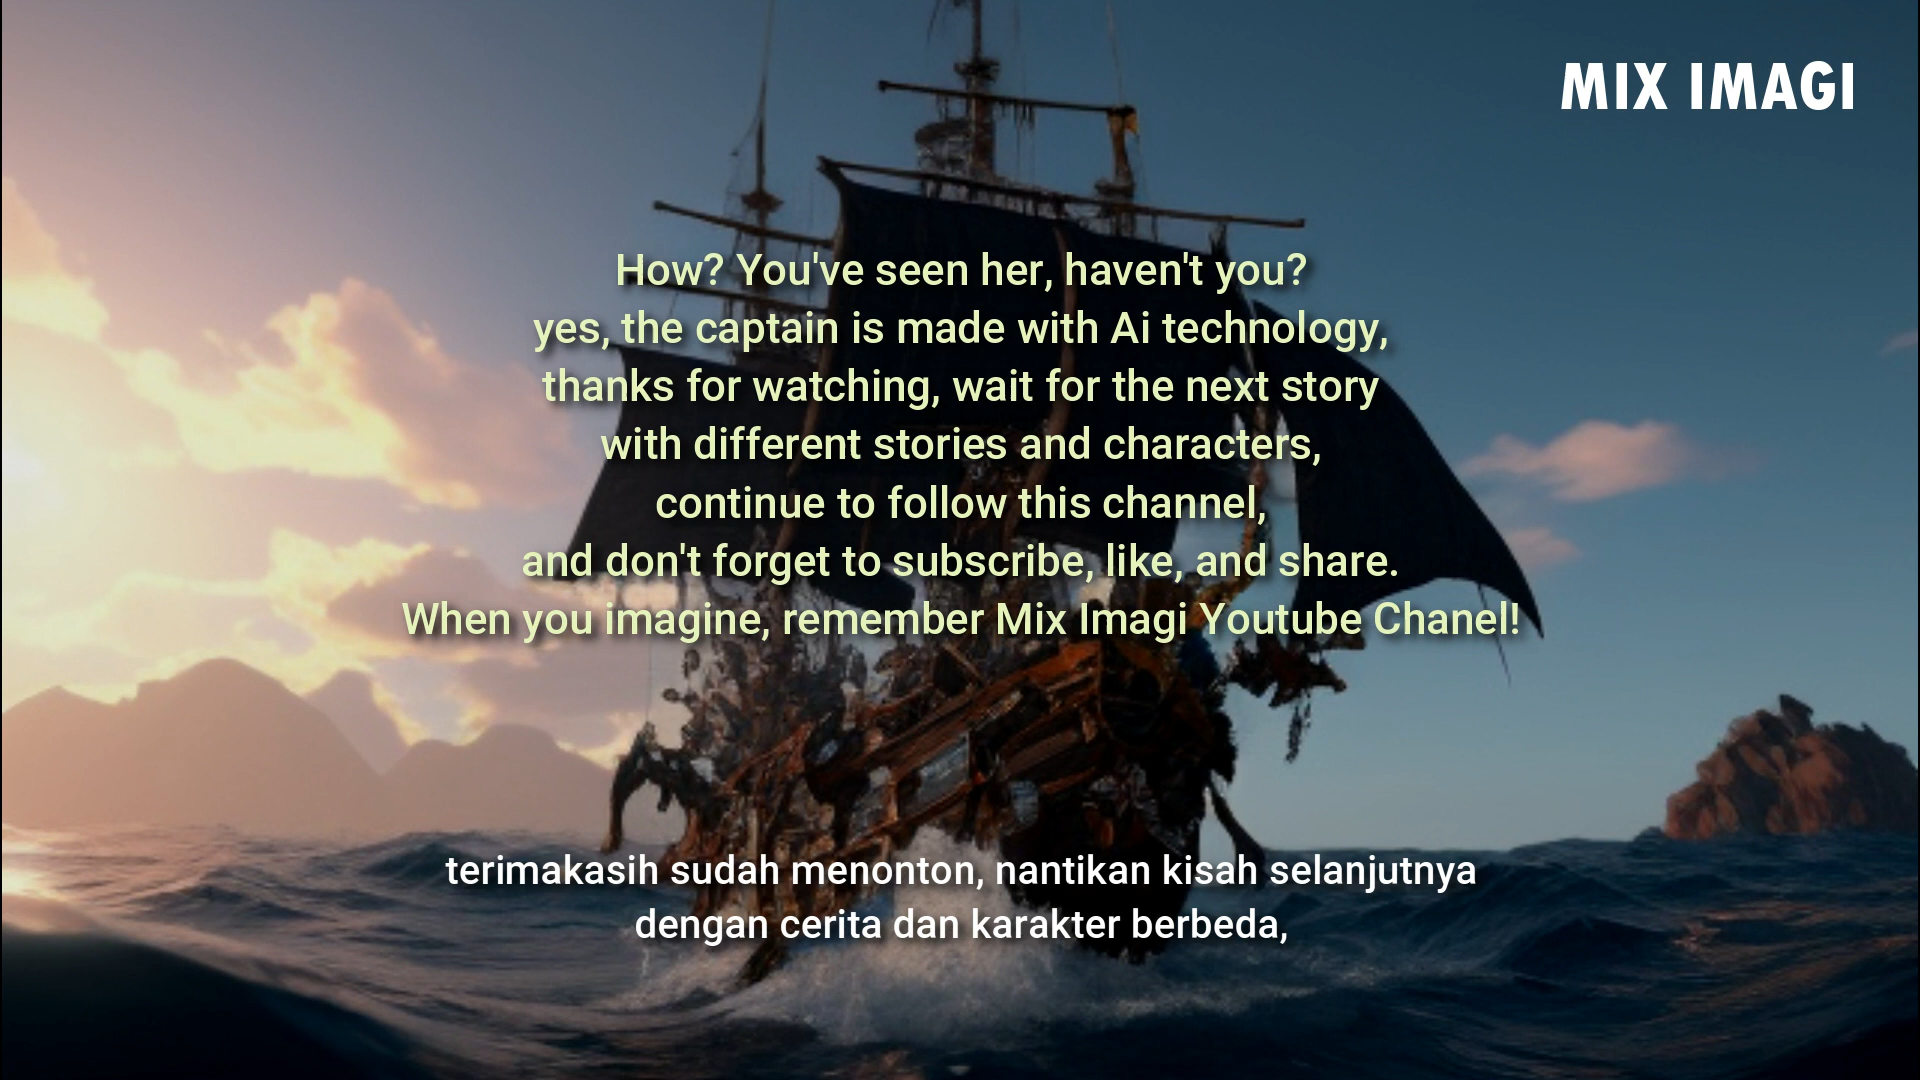 MIX IMAGI
How? You've seen her, haven't you?
yes, the captain is made with Ai technology,
thanks for watching, wait for the next story
with different stories and characters,
continue to follow this channel,
and don't forget to subscribe, like, and share.
When you imagine, remember Mix Imagi Youtube Chanel!
terimakasih sudah menonton, nantikan kisah selanjutnya
dengan cerita dan karakter berbeda,